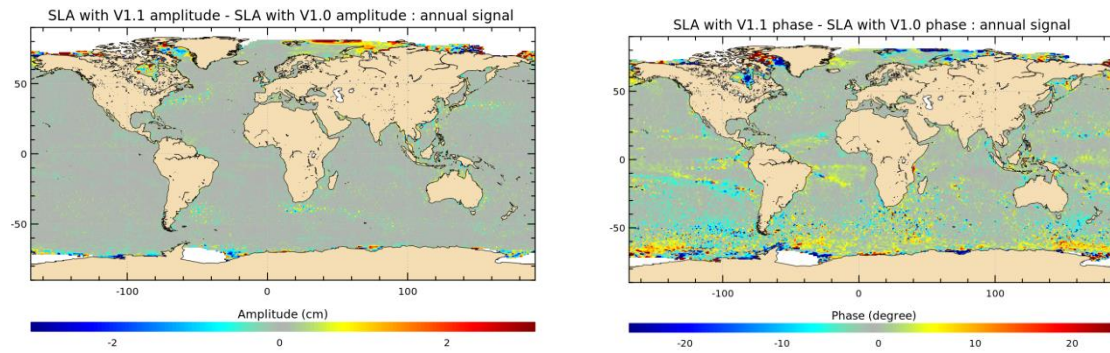 SLA with V1.1 amplitude - SLA with V1.0 amplitude : annual signal
50
0
-50
-100 0 100
Amplitude (cm)
-2 0 2
SLA with V1.1 phase - SLA with V1.0 phase : annual signal
50
0
-50
-100 0 100
Phase (degree)
-20 -10 0 10 20